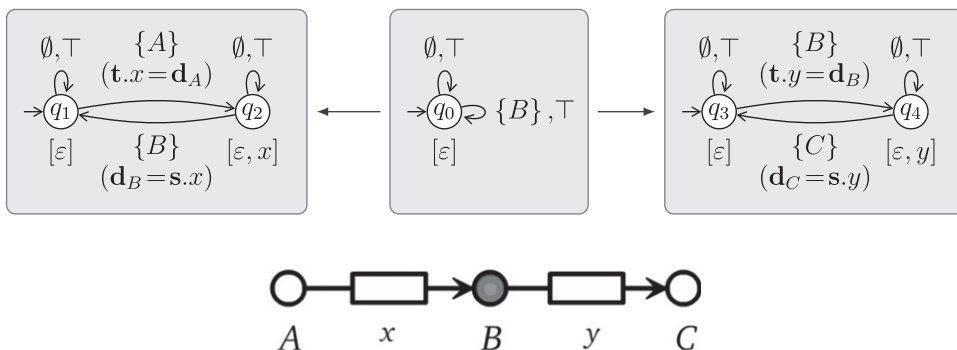 ∅,⊤ {A} ∅,⊤
(t.x = d_A)
q₁ q₂
[ε] {B} [ε, x]
(d_B = s.x)
∅,⊤
q₀ {B} ,⊤
[ε]
∅,⊤ {B} ∅,⊤
(t.y = d_B)
q₃ q₄
[ε] {C} [ε, y]
(d_C = s.y)
A x B y C